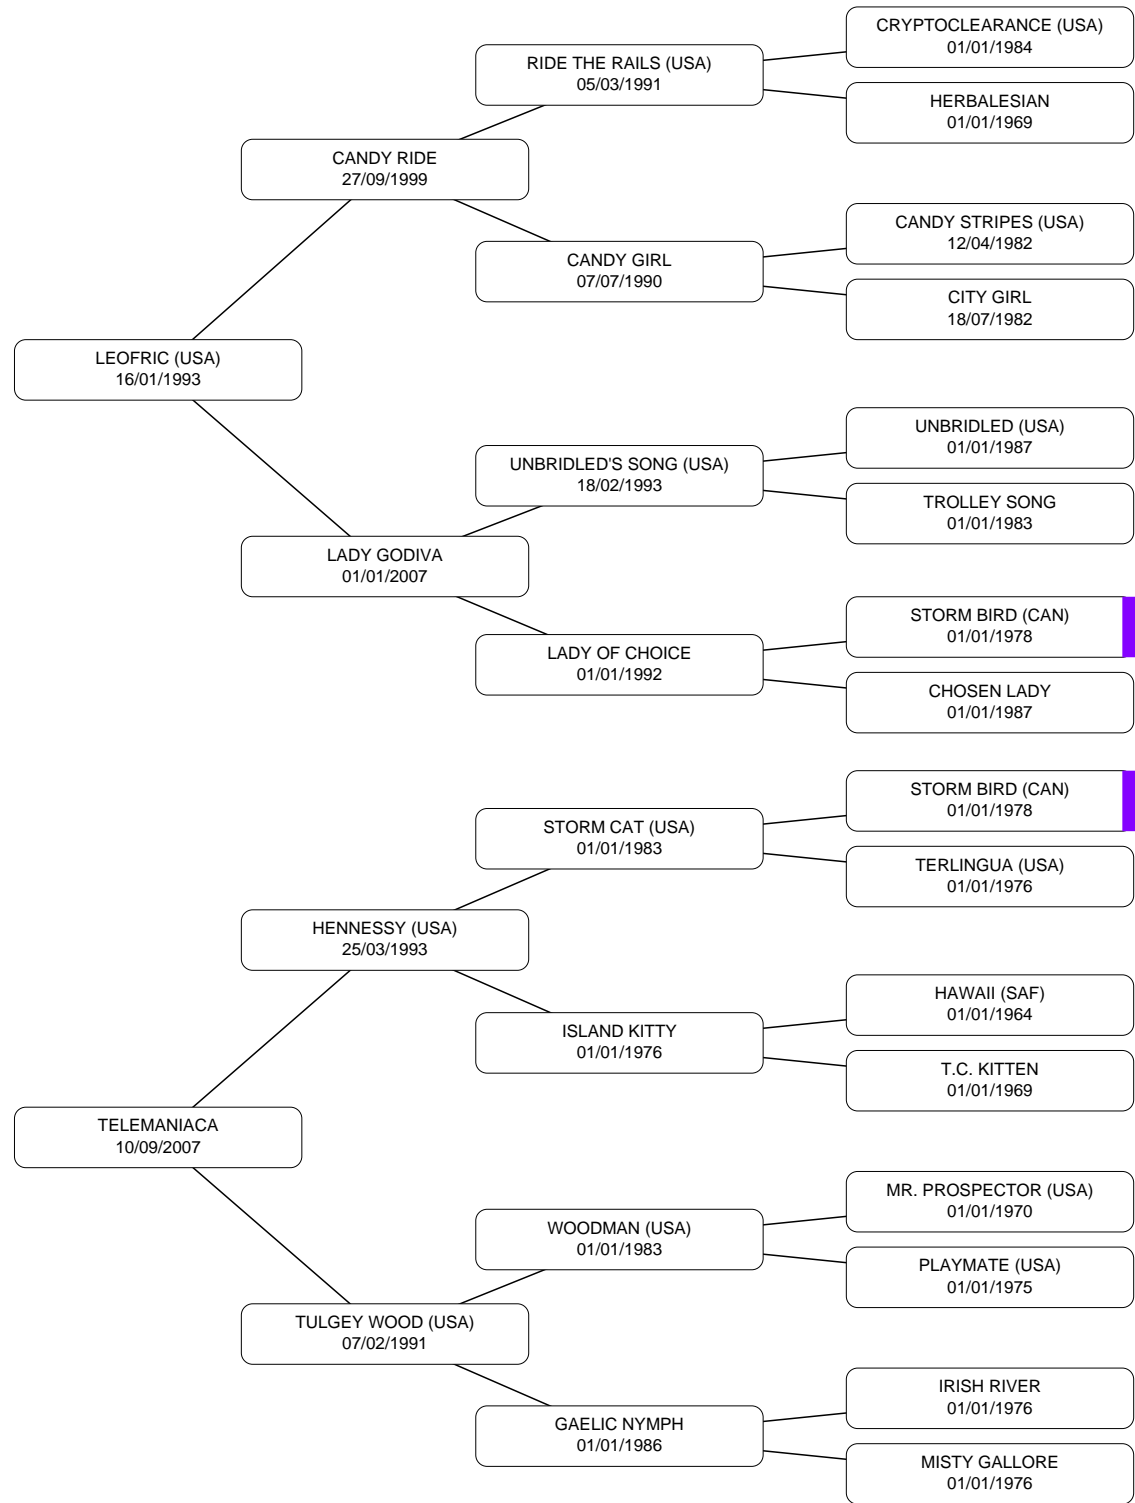 CRYPTOCLEARANCE (USA)
01/01/1984
RIDE THE RAILS (USA)
05/03/1991
HERBALESIAN
01/01/1969
CANDY RIDE
27/09/1999
CANDY STRIPES (USA)
12/04/1982
CANDY GIRL
07/07/1990
CITY GIRL
18/07/1982
LEOFRIC (USA)
16/01/1993
UNBRIDLED (USA)
01/01/1987
UNBRIDLED'S SONG (USA)
18/02/1993
TROLLEY SONG
01/01/1983
LADY GODIVA
01/01/2007
STORM BIRD (CAN)
01/01/1978
LADY OF CHOICE
01/01/1992
CHOSEN LADY
01/01/1987
STORM BIRD (CAN)
01/01/1978
STORM CAT (USA)
01/01/1983
TERLINGUA (USA)
01/01/1976
HENNESSY (USA)
25/03/1993
HAWAII (SAF)
01/01/1964
ISLAND KITTY
01/01/1976
T.C. KITTEN
01/01/1969
TELEMANIACA
10/09/2007
MR. PROSPECTOR (USA)
01/01/1970
WOODMAN (USA)
01/01/1983
PLAYMATE (USA)
01/01/1975
TULGEY WOOD (USA)
07/02/1991
IRISH RIVER
01/01/1976
GAELIC NYMPH
01/01/1986
MISTY GALLORE
01/01/1976